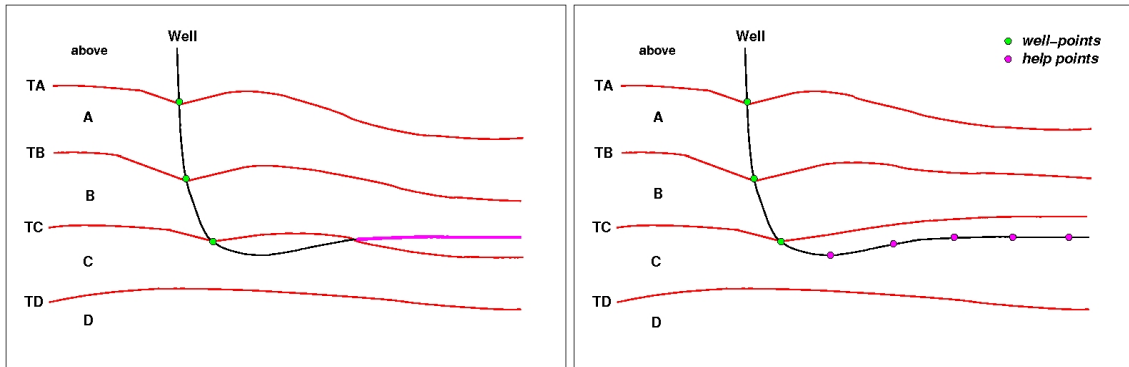 Well
above
TA
A
TB
B
TC
C
TD
D
Well
above
well-points
help points
TA
A
TB
B
TC
C
TD
D